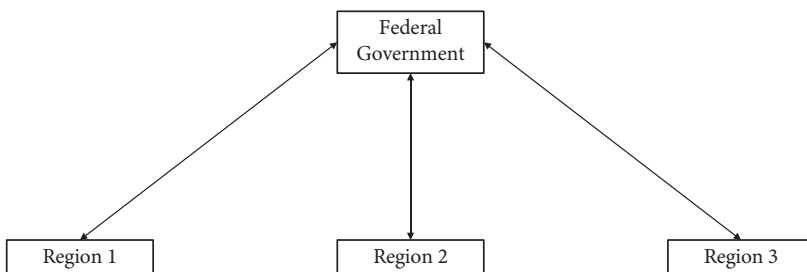 Federal
Government
Region 1
Region 2
Region 3